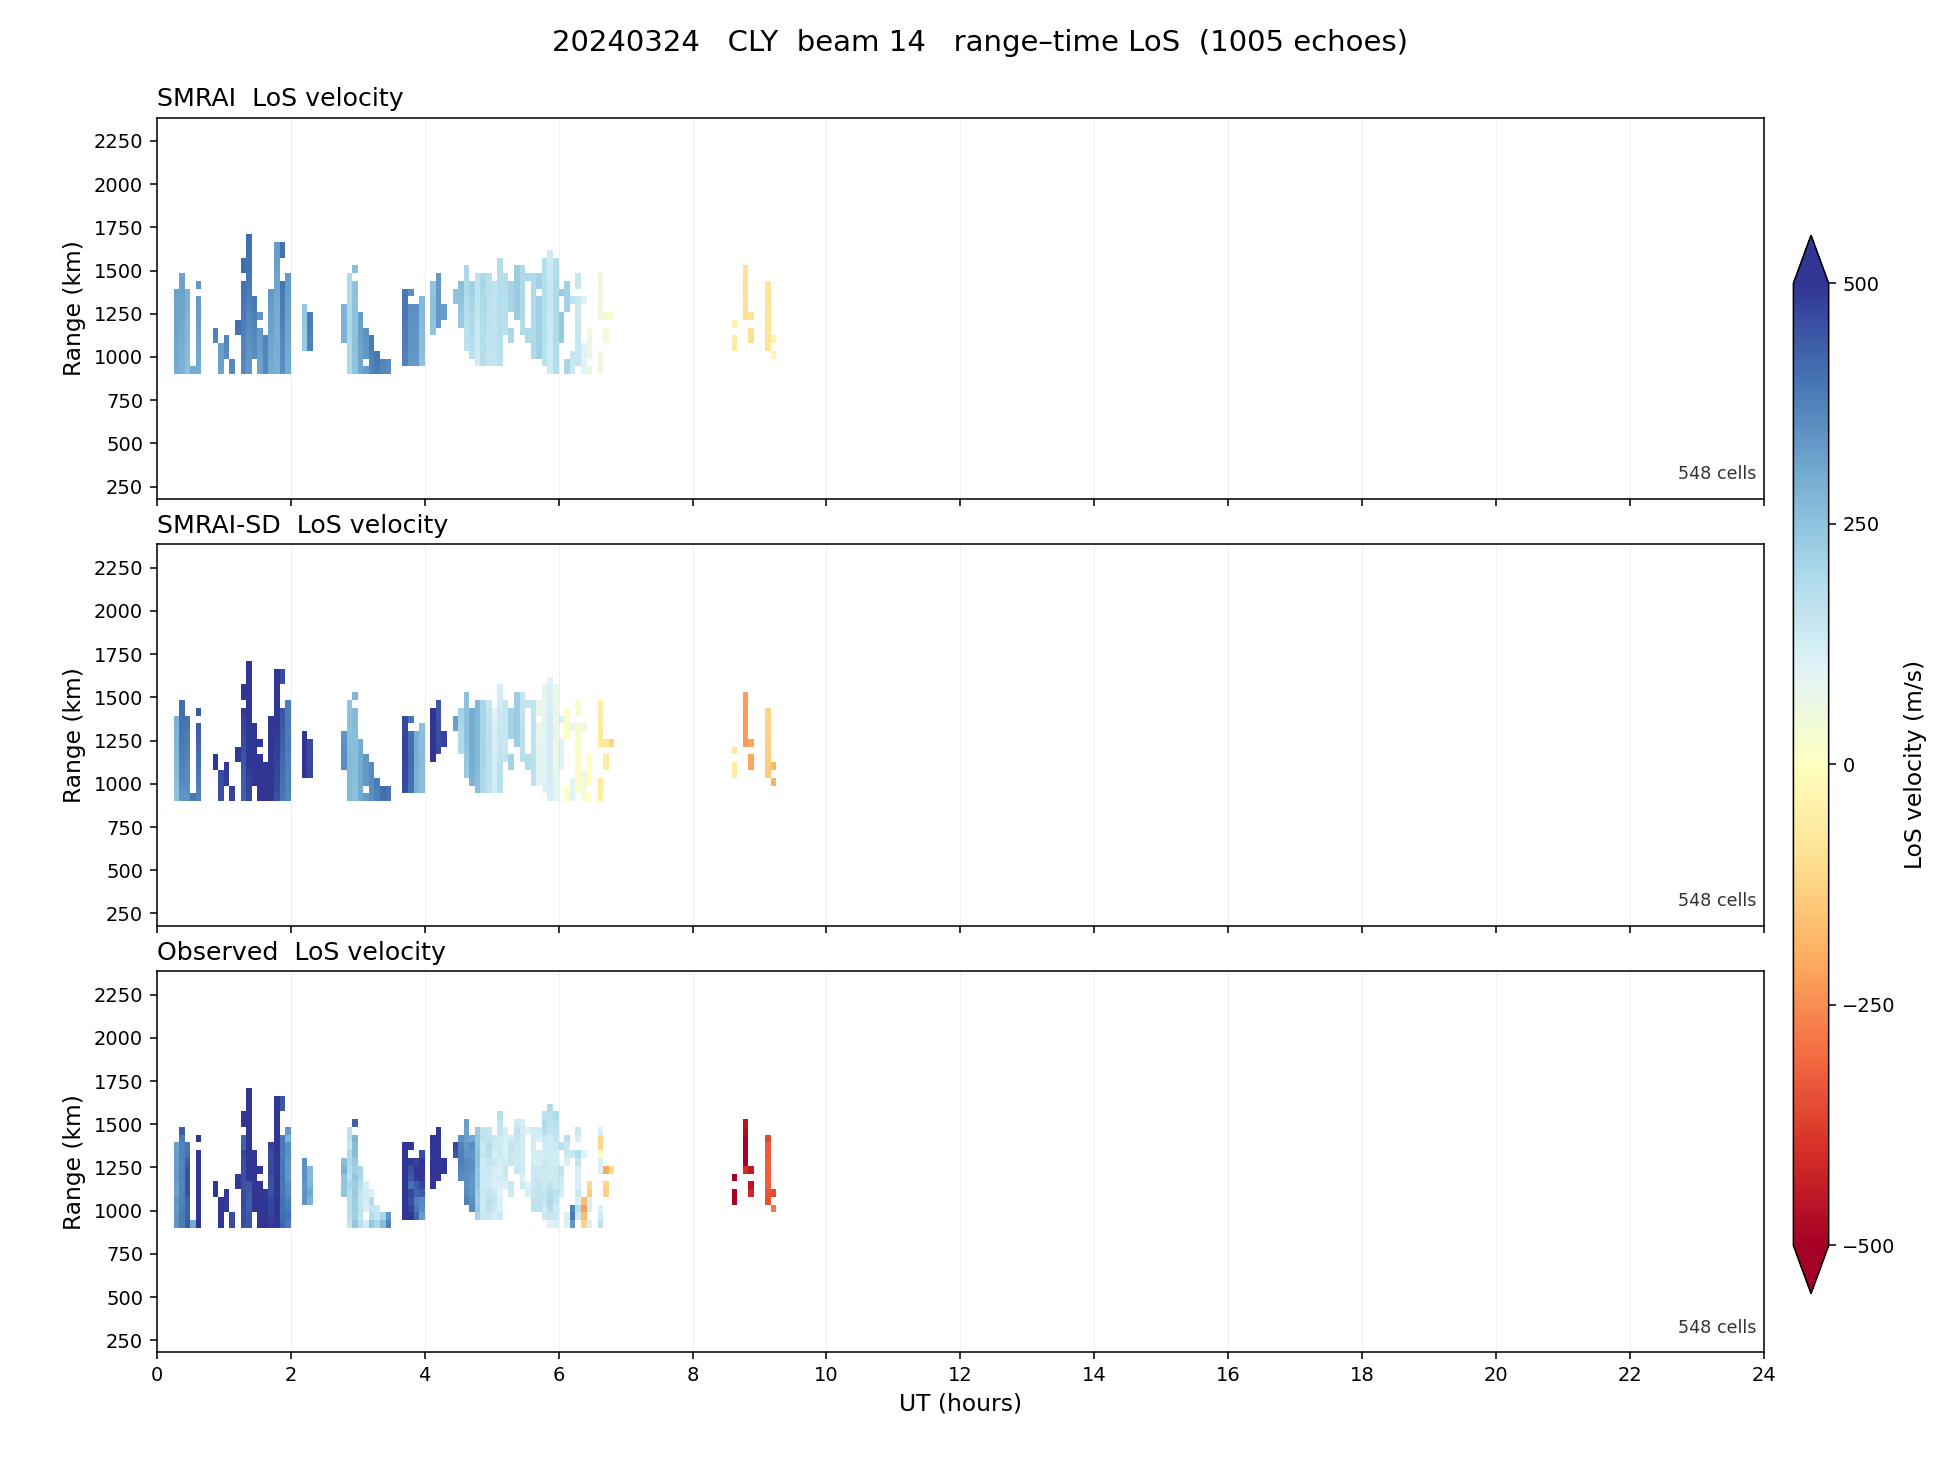 20240324   CLY  beam 14   range–time LoS  (1005 echoes)
SMRAI  LoS velocity
2250
2000
1750
1500
1250
1000
750
500
250
Range (km)
548 cells
SMRAI-SD  LoS velocity
2250
2000
1750
1500
1250
1000
750
500
250
Range (km)
548 cells
Observed  LoS velocity
2250
2000
1750
1500
1250
1000
750
500
250
Range (km)
548 cells
0 2 4 6 8 10 12 14 16 18 20 22 24
UT (hours)
500
250
0
−250
−500
LoS velocity (m/s)